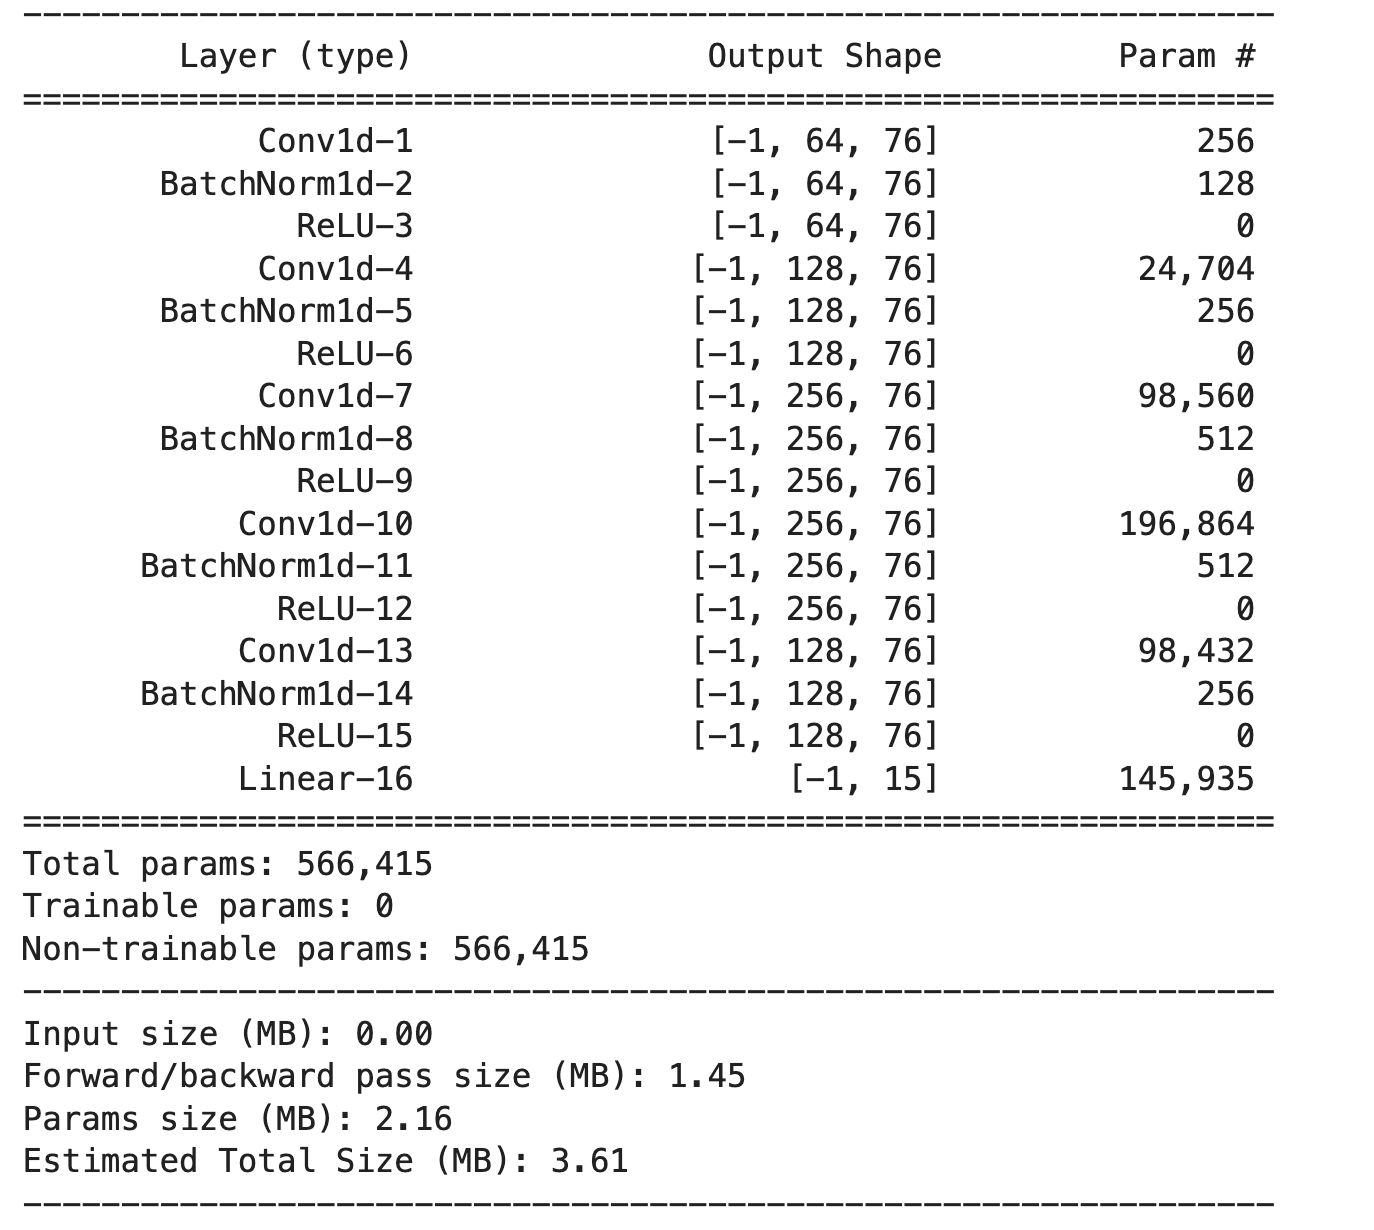 ----------------------------------------------------------------
Layer (type) Output Shape Param #
================================================================
Conv1d-1 [-1, 64, 76] 256
BatchNorm1d-2 [-1, 64, 76] 128
ReLU-3 [-1, 64, 76] 0
Conv1d-4 [-1, 128, 76] 24,704
BatchNorm1d-5 [-1, 128, 76] 256
ReLU-6 [-1, 128, 76] 0
Conv1d-7 [-1, 256, 76] 98,560
BatchNorm1d-8 [-1, 256, 76] 512
ReLU-9 [-1, 256, 76] 0
Conv1d-10 [-1, 256, 76] 196,864
BatchNorm1d-11 [-1, 256, 76] 512
ReLU-12 [-1, 256, 76] 0
Conv1d-13 [-1, 128, 76] 98,432
BatchNorm1d-14 [-1, 128, 76] 256
ReLU-15 [-1, 128, 76] 0
Linear-16 [-1, 15] 145,935
================================================================
Total params: 566,415
Trainable params: 0
Non-trainable params: 566,415
----------------------------------------------------------------
Input size (MB): 0.00
Forward/backward pass size (MB): 1.45
Params size (MB): 2.16
Estimated Total Size (MB): 3.61
----------------------------------------------------------------